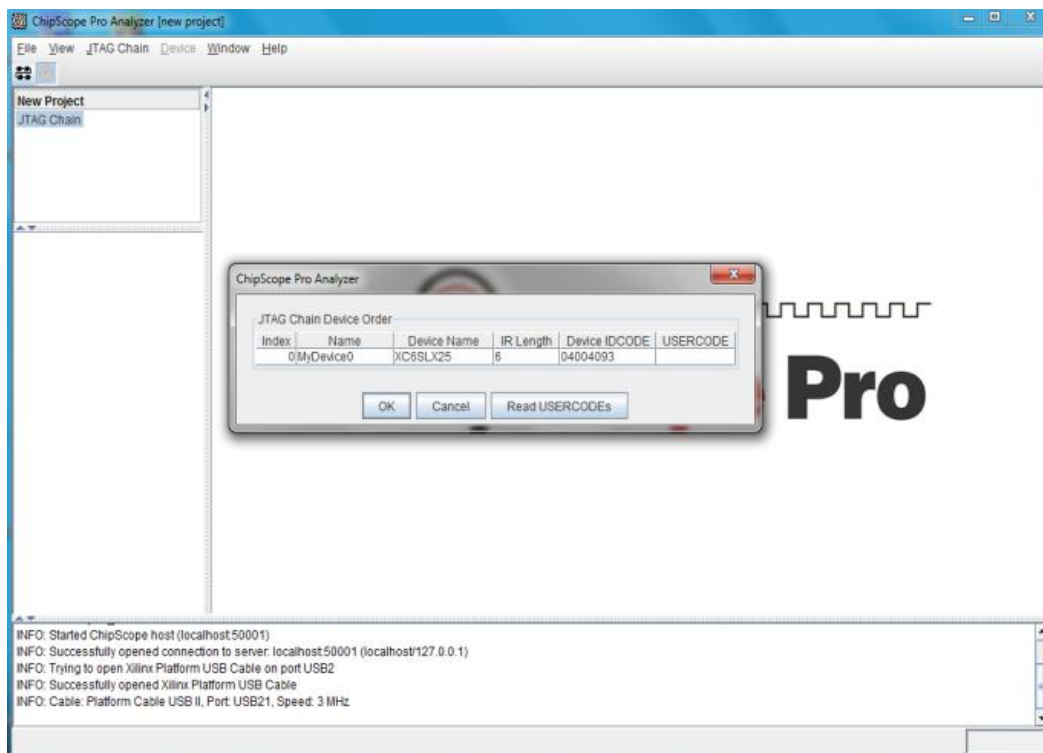 ChipScope Pro Analyzer [new project]
File View JTAG Chain Device Window Help
New Project
JTAG Chain
ChipScope Pro Analyzer
JTAG Chain Device Order
Index Name Device Name IR Length Device IDCODE USERCODE
0 MyDevice0 XC6SLX25 6 04004093
OK Cancel Read USERCODEs
Pro
INFO: Started ChipScope host (localhost:50001)
INFO: Successfully opened connection to server: localhost:50001 (localhost/127.0.0.1)
INFO: Trying to open Xilinx Platform USB Cable on port USB2
INFO: Successfully opened Xilinx Platform USB Cable
INFO: Cable: Platform Cable USB II, Port: USB21, Speed: 3 MHz